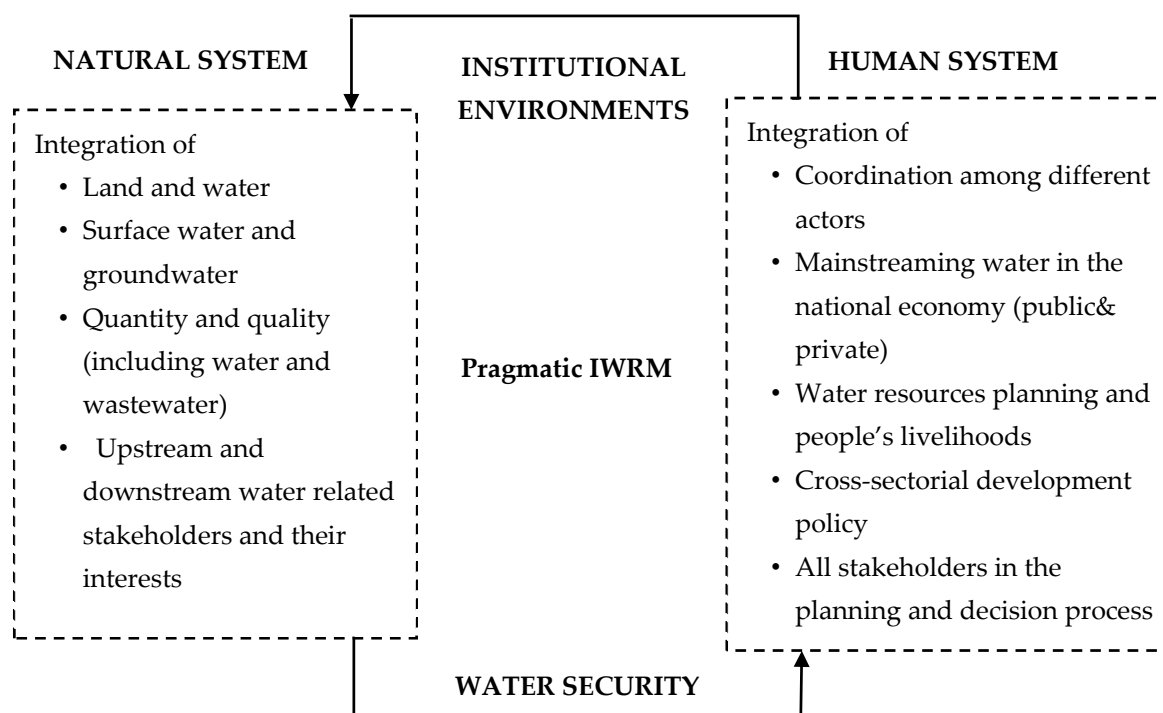 NATURAL SYSTEM
Integration of
• Land and water
• Surface water and
groundwater
• Quantity and quality
(including water and
wastewater)
• Upstream and
downstream water related
stakeholders and their
interests
INSTITUTIONAL
ENVIRONMENTS
Pragmatic IWRM
WATER SECURITY
HUMAN SYSTEM
Integration of
• Coordination among different
actors
• Mainstreaming water in the
national economy (public&
private)
• Water resources planning and
people’s livelihoods
• Cross-sectorial development
policy
• All stakeholders in the
planning and decision process